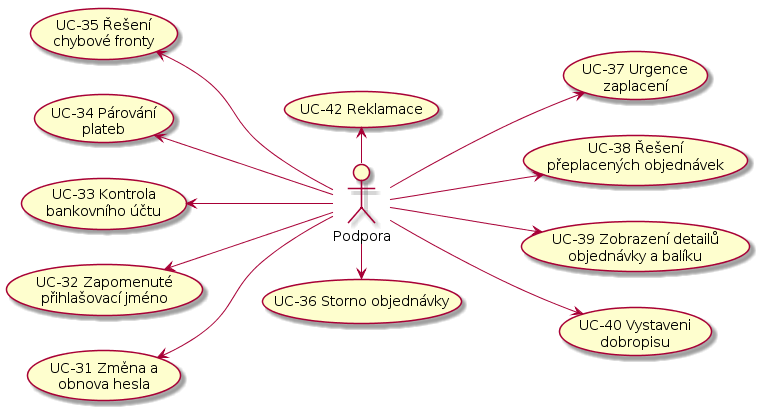 UC-35 Řešení
chybové fronty
UC-34 Párování
plateb
UC-33 Kontrola
bankovního účtu
UC-32 Zapomenuté
přihlašovací jméno
UC-31 Změna a
obnova hesla
UC-42 Reklamace
Podpora
UC-36 Storno objednávky
UC-37 Urgence
zaplacení
UC-38 Řešení
přeplacených objednávek
UC-39 Zobrazení detailů
objednávky a balíku
UC-40 Vystaveni
dobropisu